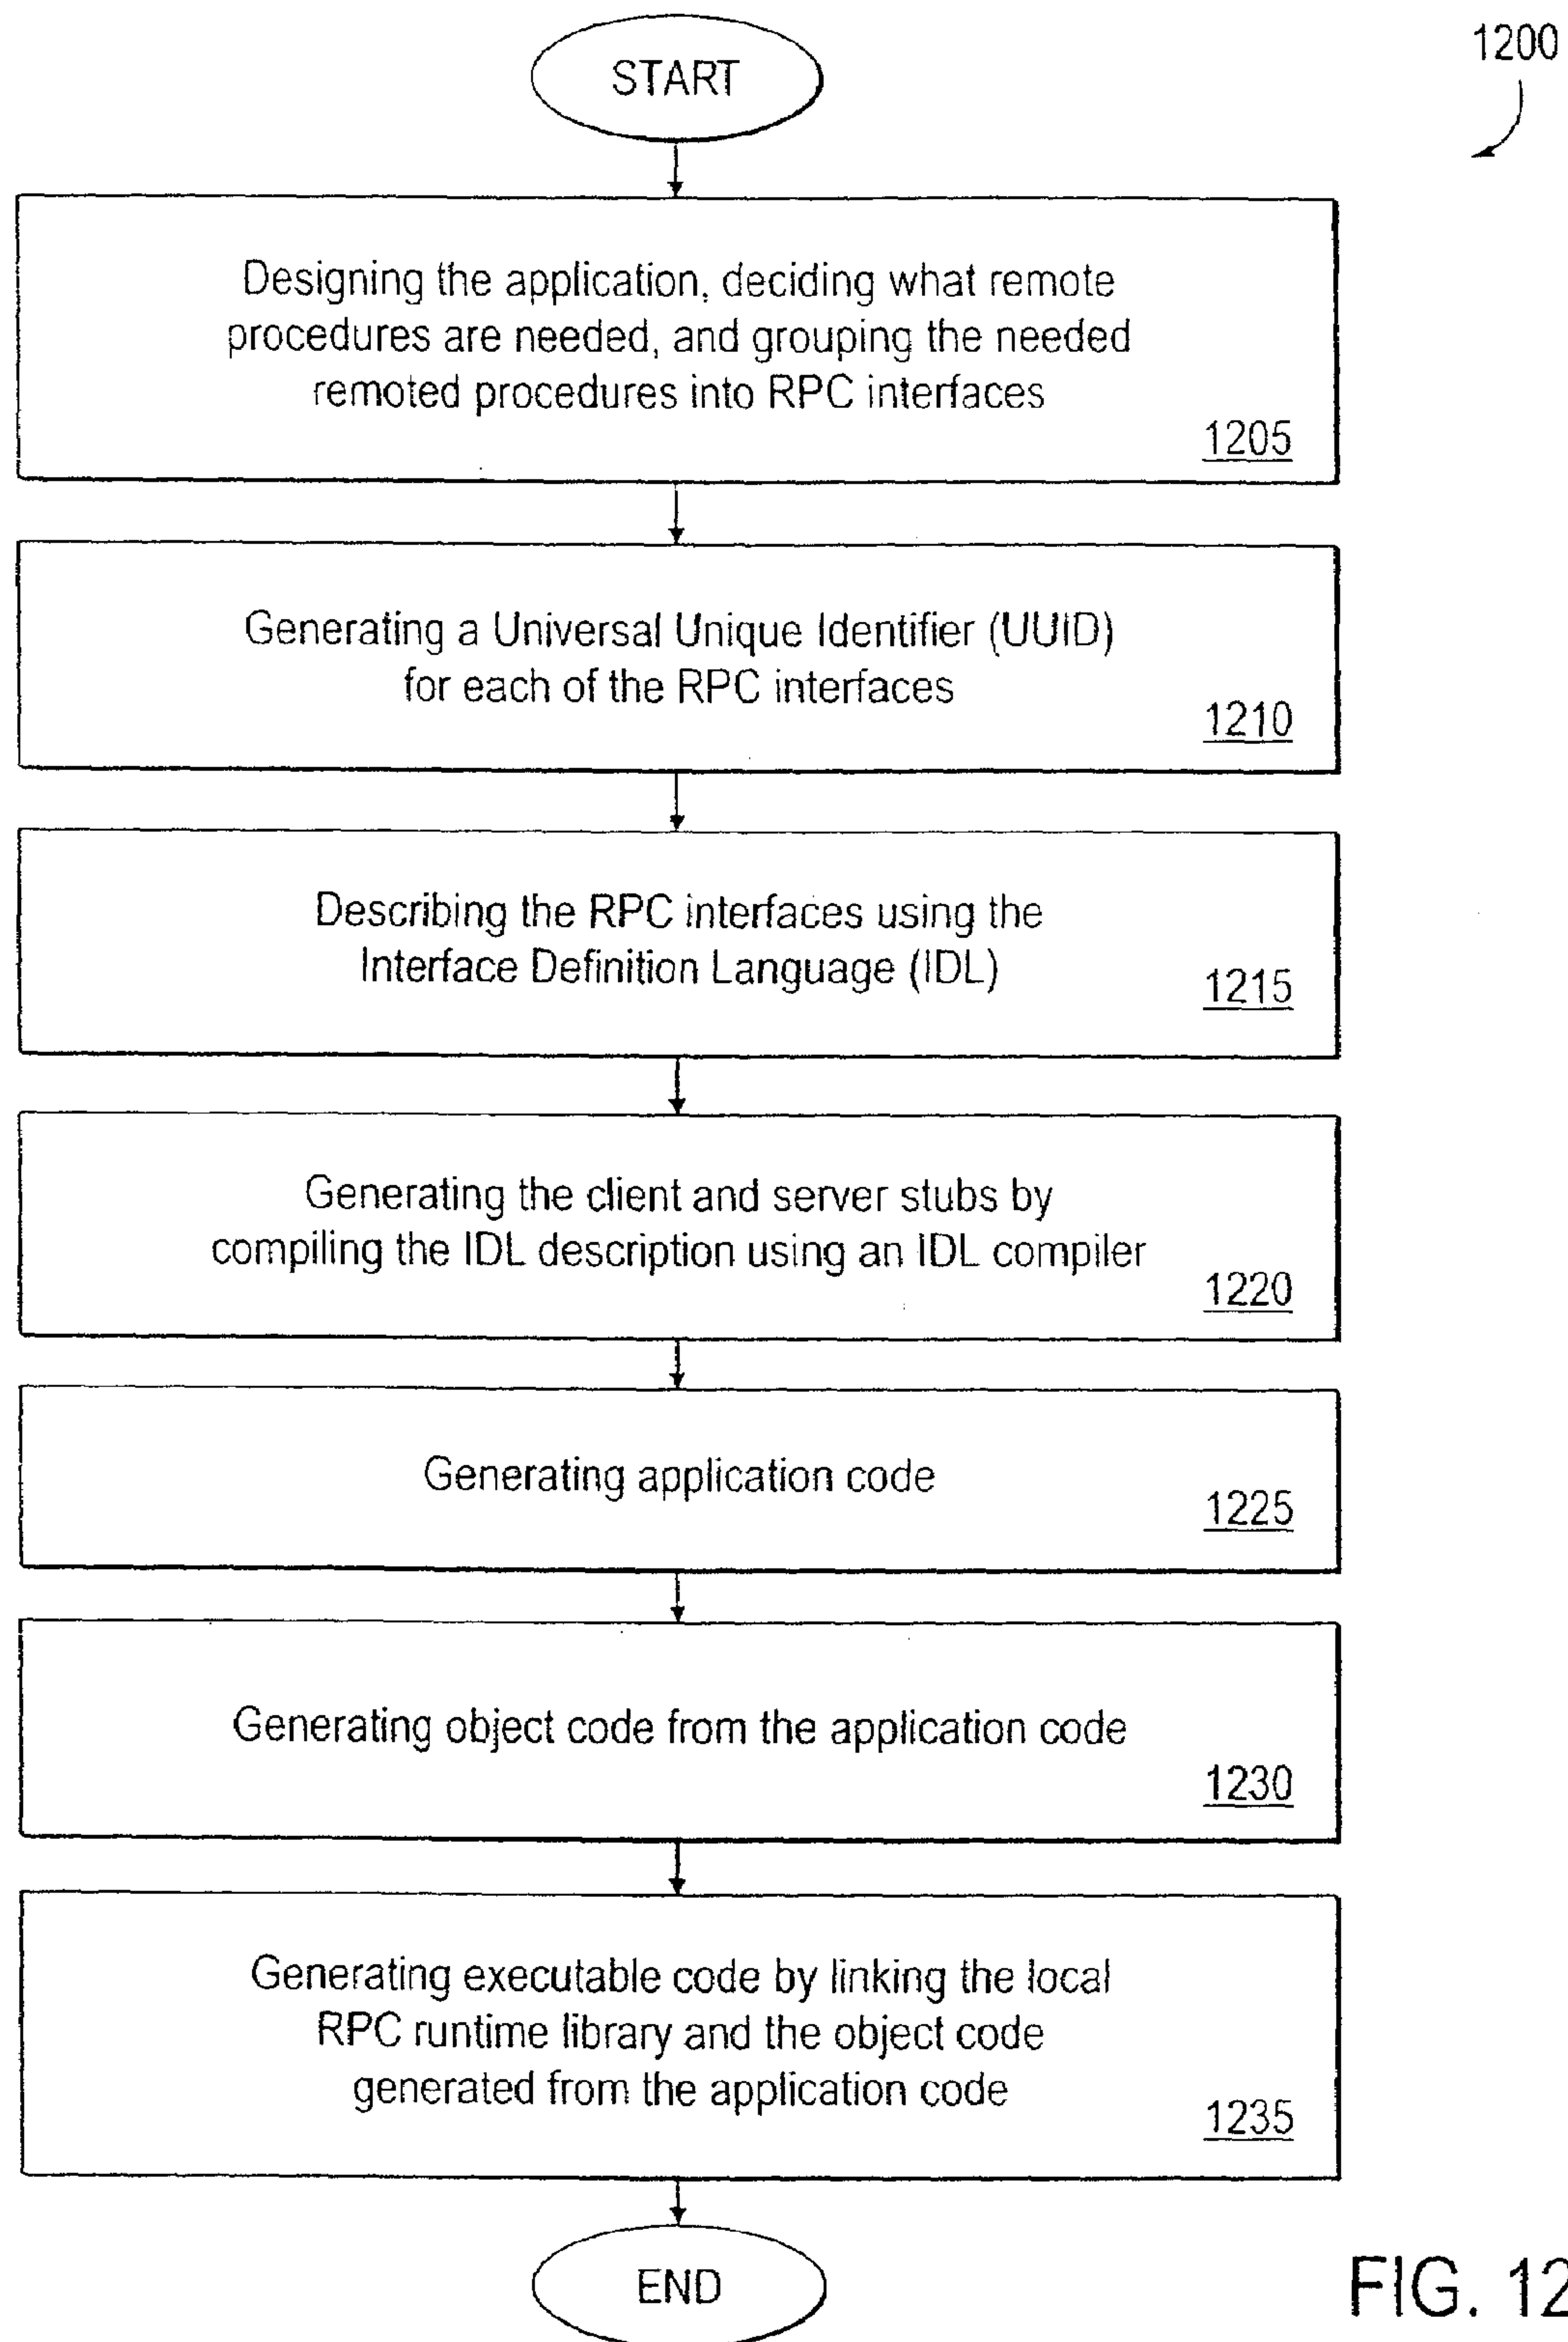 1200
START
Designing the application, deciding what remote
procedures are needed, and grouping the needed
remoted procedures into RPC interfaces
1205
Generating a Universal Unique Identifier (UUID)
for each of the RPC interfaces
1210
Describing the RPC interfaces using the
Interface Definition Language (IDL)
1215
Generating the client and server stubs by
compiling the IDL description using an IDL compiler
1220
Generating application code
1225
Generating object code from the application code
1230
Generating executable code by linking the local
RPC runtime library and the object code
generated from the application code
1235
END
FIG. 12